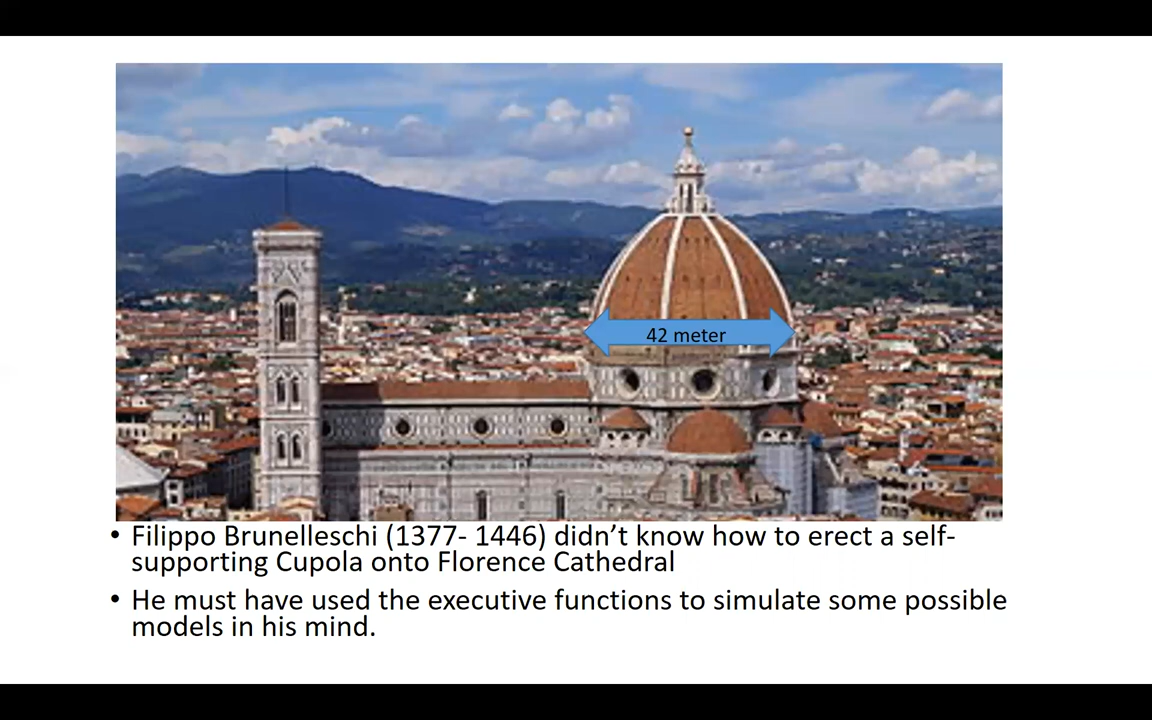 42 meter
• Filippo Brunelleschi (1377- 1446) didn’t know how to erect a self-
supporting Cupola onto Florence Cathedral
• He must have used the executive functions to simulate some possible
models in his mind.